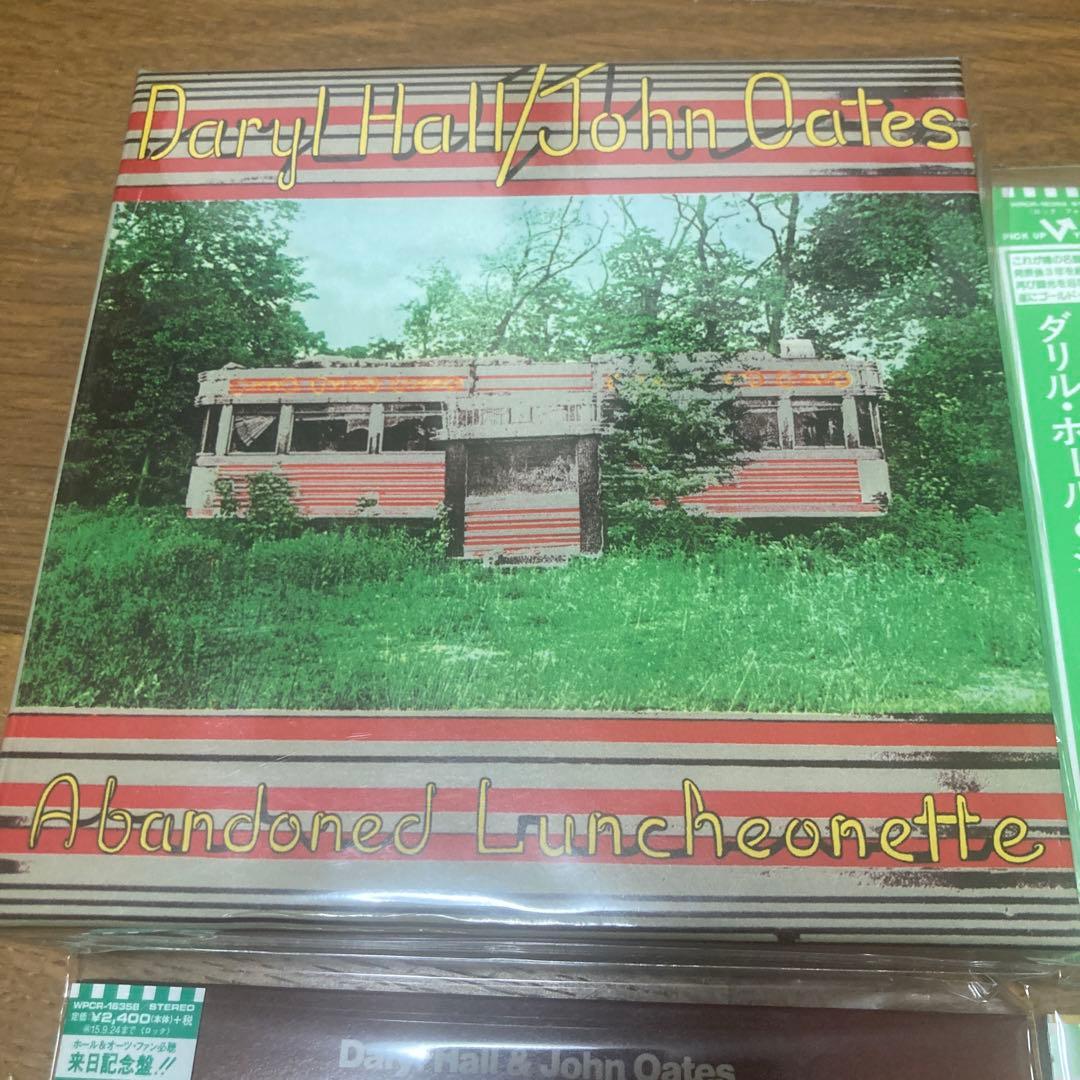 Daryl Hall/John Oates
Abandoned Luncheonette
PICK UP
ダリル・ホール
WPCR-16358 / STEREO
定価 ¥2,400(本体)+税
(ロック)
ホール&オーツ・ファン必聴
来日記念盤!!
Daryl Hall & John Oates